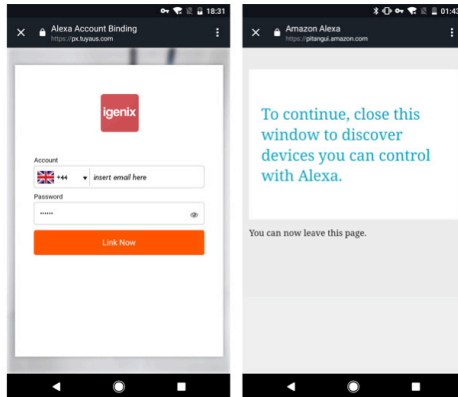 18:31
Alexa Account Binding
https://px.tuyaus.com
igenix
Account
+44 insert email here
Password
Link Now
01:43
Amazon Alexa
https://pitangui.amazon.com
To continue, close this
window to discover
devices you can control
with Alexa.
You can now leave this page.